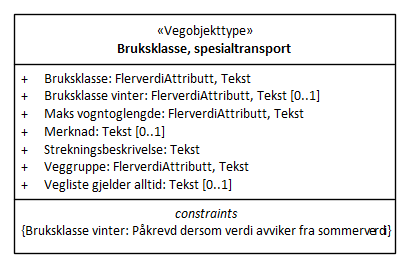 «Vegobjekttype»
Bruksklasse, spesialtransport
+ Bruksklasse: FlerverdiAttributt, Tekst
+ Bruksklasse vinter: FlerverdiAttributt, Tekst [0..1]
+ Maks vogntoglengde: FlerverdiAttributt, Tekst
+ Merknad: Tekst [0..1]
+ Strekningsbeskrivelse: Tekst
+ Veggruppe: FlerverdiAttributt, Tekst
+ Vegliste gjelder alltid: Tekst [0..1]
constraints
{Bruksklasse vinter: Påkrevd dersom verdi avviker fra sommerverdi}